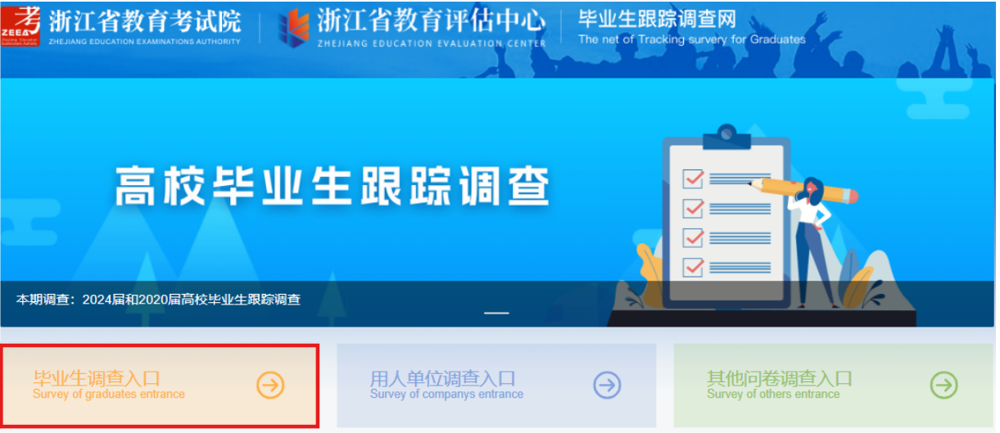 考 浙江省教育考试院 浙江省教育评估中心 毕业生跟踪调查网
ZEEA ZHEJIANG EDUCATION EXAMINATIONS AUTHORITY ZHEJIANG EDUCATION EVALUATION CENTER The net of Tracking survery for Graduates
高校毕业生跟踪调查
本期调查：2024届和2020届高校毕业生跟踪调查
毕业生调查入口
Survey of graduates entrance
用人单位调查入口
Survey of companys entrance
其他问卷调查入口
Survey of others entrance